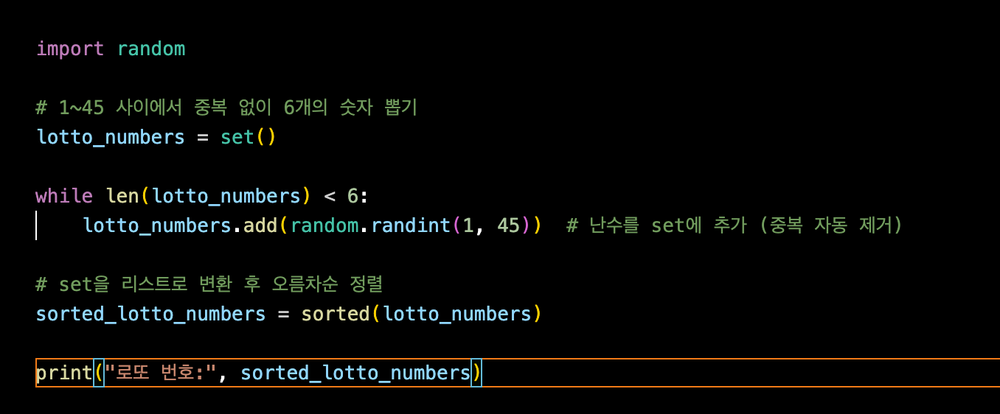 import random
# 1~45 사이에서 중복 없이 6개의 숫자 뽑기
lotto_numbers = set()
while len(lotto_numbers) < 6:
    lotto_numbers.add(random.randint(1, 45))  # 난수를 set에 추가 (중복 자동 제거)
# set을 리스트로 변환 후 오름차순 정렬
sorted_lotto_numbers = sorted(lotto_numbers)
print("로또 번호:", sorted_lotto_numbers)